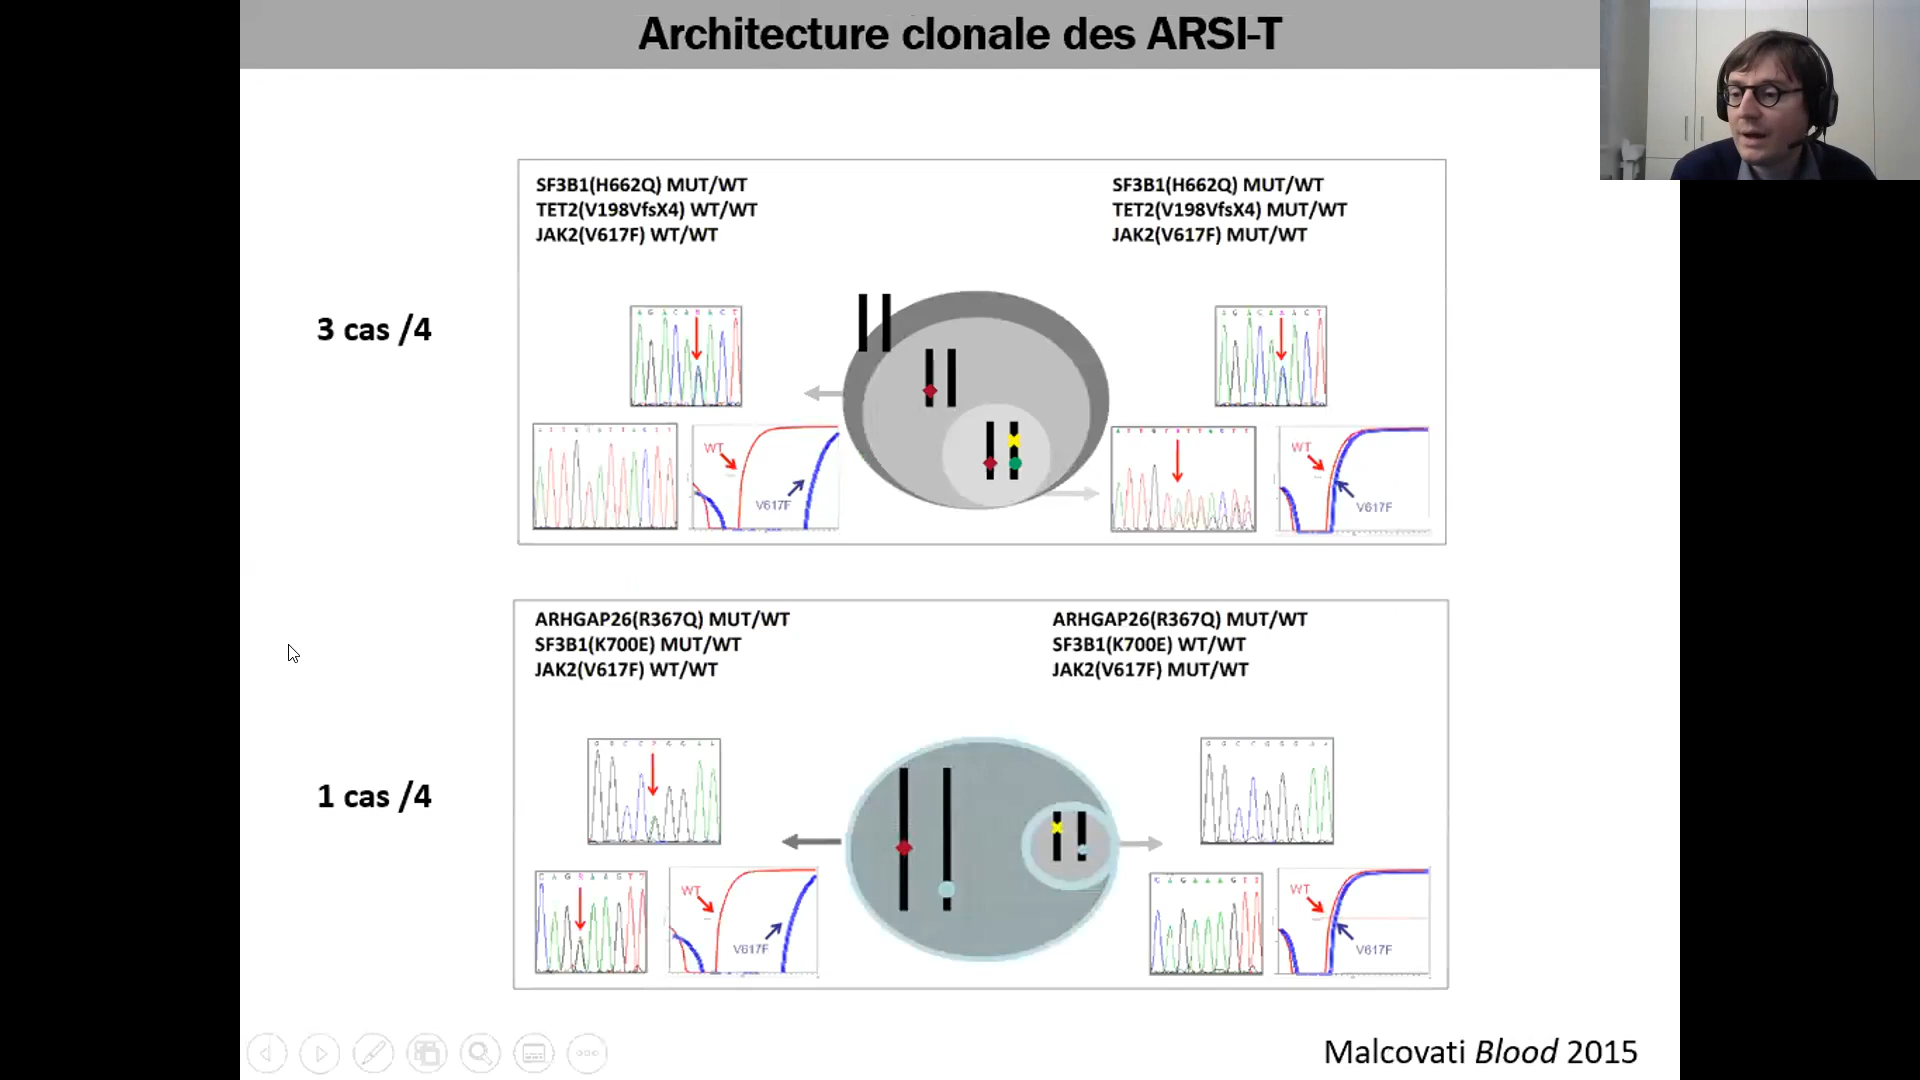 Architecture clonale des ARSI-T
3 cas /4
SF3B1(H662Q) MUT/WT
TET2(V198VfsX4) WT/WT
JAK2(V617F) WT/WT
SF3B1(H662Q) MUT/WT
TET2(V198VfsX4) MUT/WT
JAK2(V617F) MUT/WT
WT
V617F
WT
V617F
1 cas /4
ARHGAP26(R367Q) MUT/WT
SF3B1(K700E) MUT/WT
JAK2(V617F) WT/WT
ARHGAP26(R367Q) MUT/WT
SF3B1(K700E) WT/WT
JAK2(V617F) MUT/WT
WT
V617F
WT
V617F
Malcovati Blood 2015